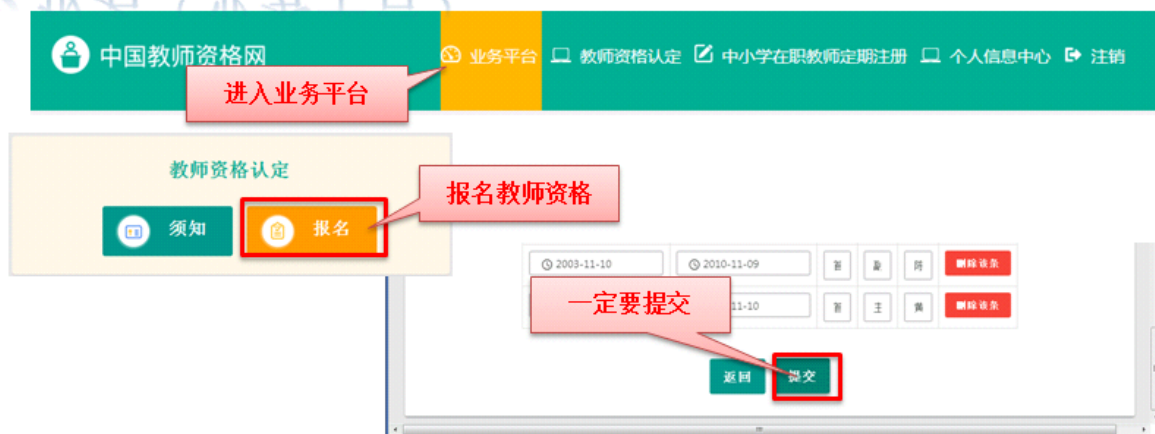 中国教师资格网
业务平台
教师资格认定
中小学在职教师定期注册
个人信息中心
注销
进入业务平台
教师资格认定
须知
报名
报名教师资格
2003-11-10
2010-11-09
删除该条
一定要提交
11-10
主
删除该条
返回
提交